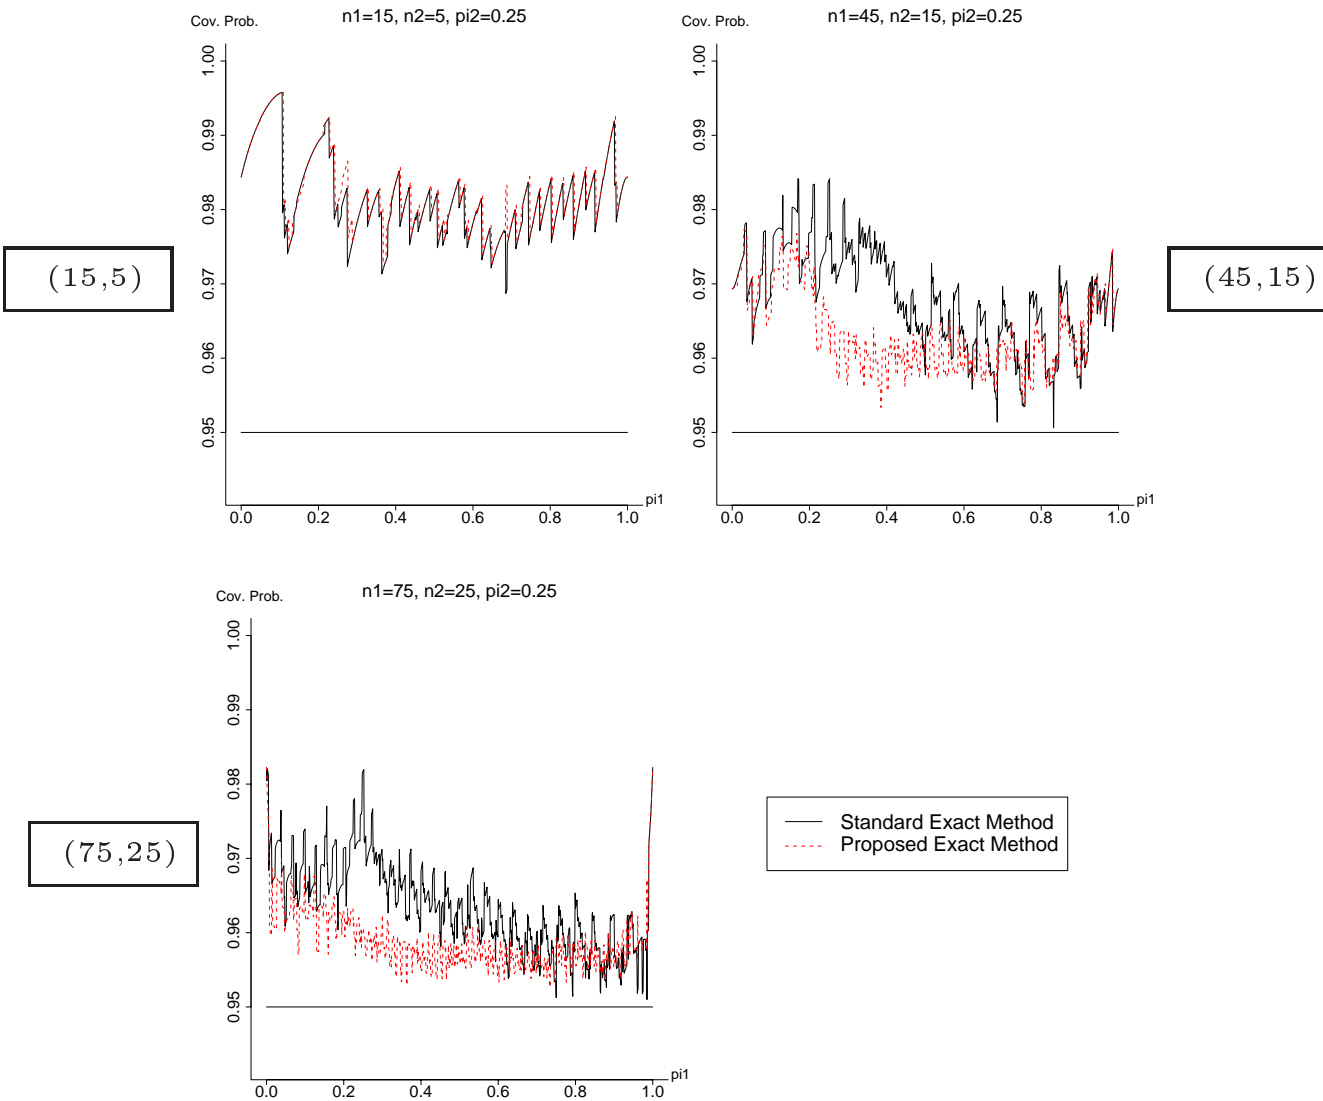 Cov. Prob.
n1=15, n2=5, pi2=0.25
1.00
0.99
0.98
0.97
0.96
0.95
0.0 0.2 0.4 0.6 0.8 1.0
pi1
(15,5)
Cov. Prob.
n1=45, n2=15, pi2=0.25
1.00
0.99
0.98
0.97
0.96
0.95
0.0 0.2 0.4 0.6 0.8 1.0
pi1
(45,15)
Cov. Prob.
n1=75, n2=25, pi2=0.25
1.00
0.99
0.98
0.97
0.96
0.95
0.0 0.2 0.4 0.6 0.8 1.0
pi1
(75,25)
Standard Exact Method
Proposed Exact Method